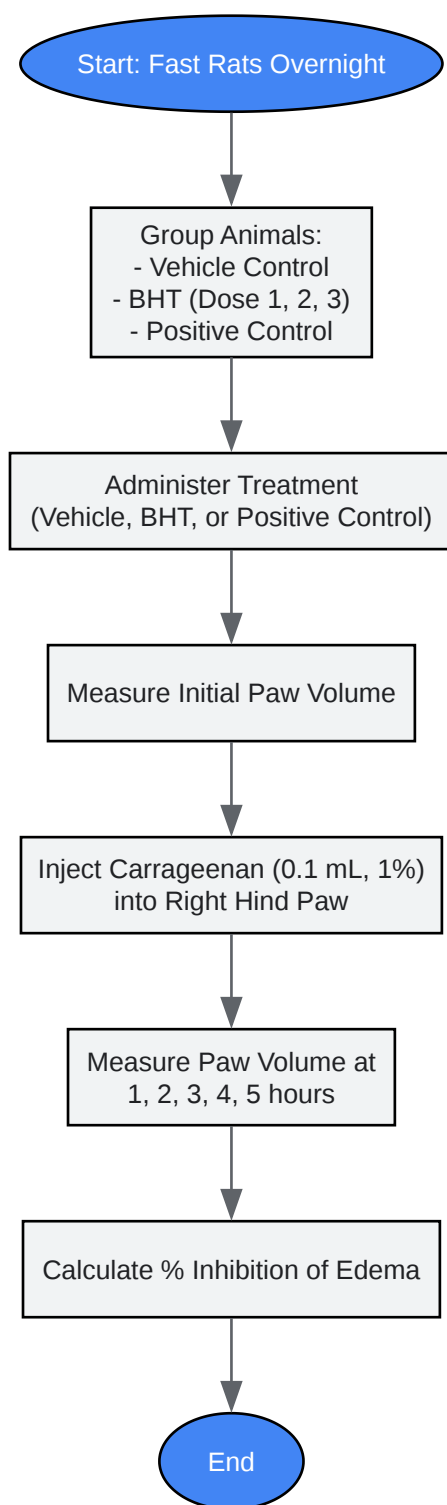 Start: Fast Rats Overnight
Group Animals:
- Vehicle Control
- BHT (Dose 1, 2, 3)
- Positive Control
Administer Treatment
(Vehicle, BHT, or Positive Control)
Measure Initial Paw Volume
Inject Carrageenan (0.1 mL, 1%)
into Right Hind Paw
Measure Paw Volume at
1, 2, 3, 4, 5 hours
Calculate % Inhibition of Edema
End